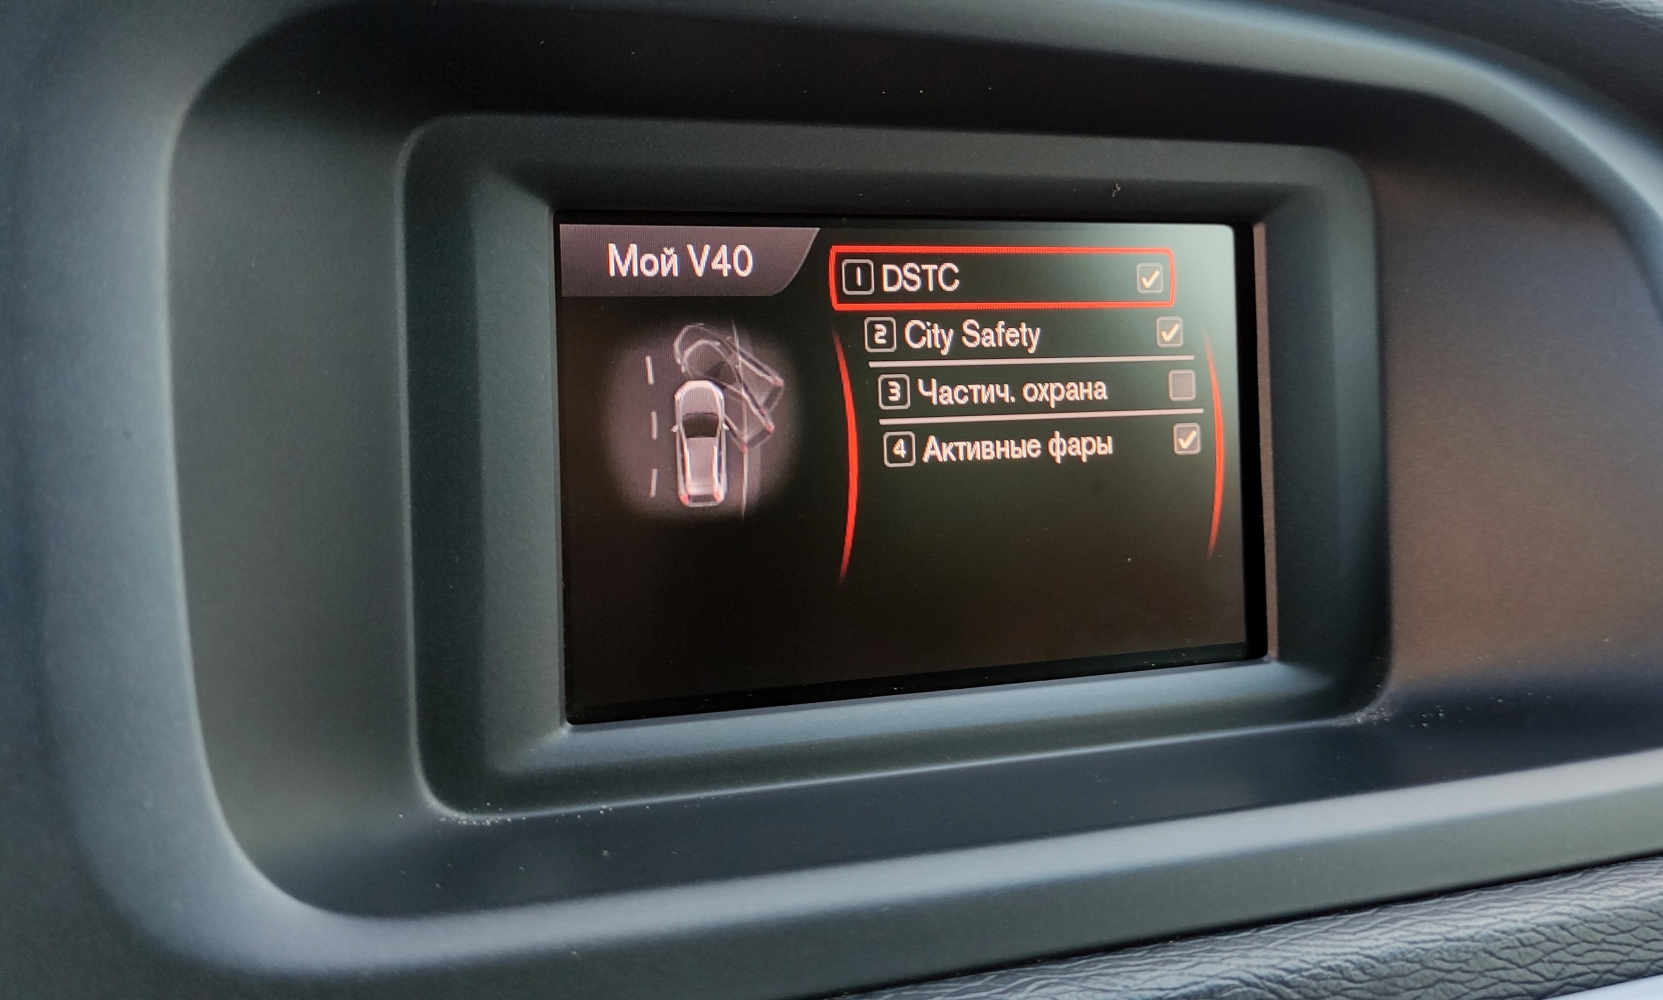 Мой V40
1 DSTC
2 City Safety
3 Частич. охрана
4 Активные фары